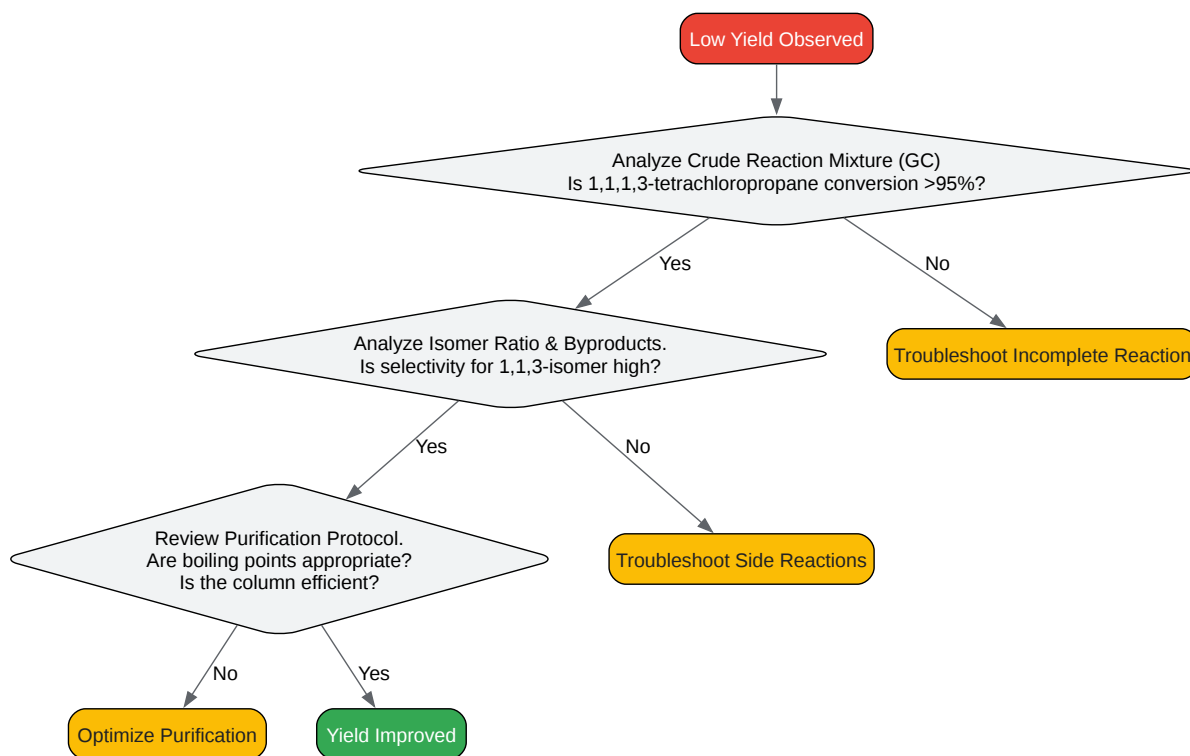 Low Yield Observed
Analyze Crude Reaction Mixture (GC)
Is 1,1,1,3-tetrachloropropane conversion >95%?
Yes
No
Analyze Isomer Ratio & Byproducts.
Is selectivity for 1,1,3-isomer high?
Troubleshoot Incomplete Reaction
Yes
No
Review Purification Protocol.
Are boiling points appropriate?
Is the column efficient?
Troubleshoot Side Reactions
No
Yes
Optimize Purification
Yield Improved